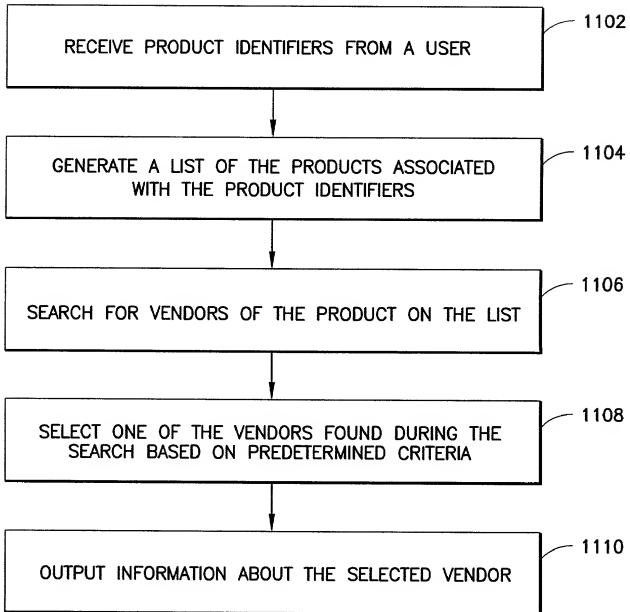 RECEIVE PRODUCT IDENTIFIERS FROM A USER
1102
GENERATE A LIST OF THE PRODUCTS ASSOCIATED
WITH THE PRODUCT IDENTIFIERS
1104
SEARCH FOR VENDORS OF THE PRODUCT ON THE LIST
1106
SELECT ONE OF THE VENDORS FOUND DURING THE
SEARCH BASED ON PREDETERMINED CRITERIA
1108
OUTPUT INFORMATION ABOUT THE SELECTED VENDOR
1110